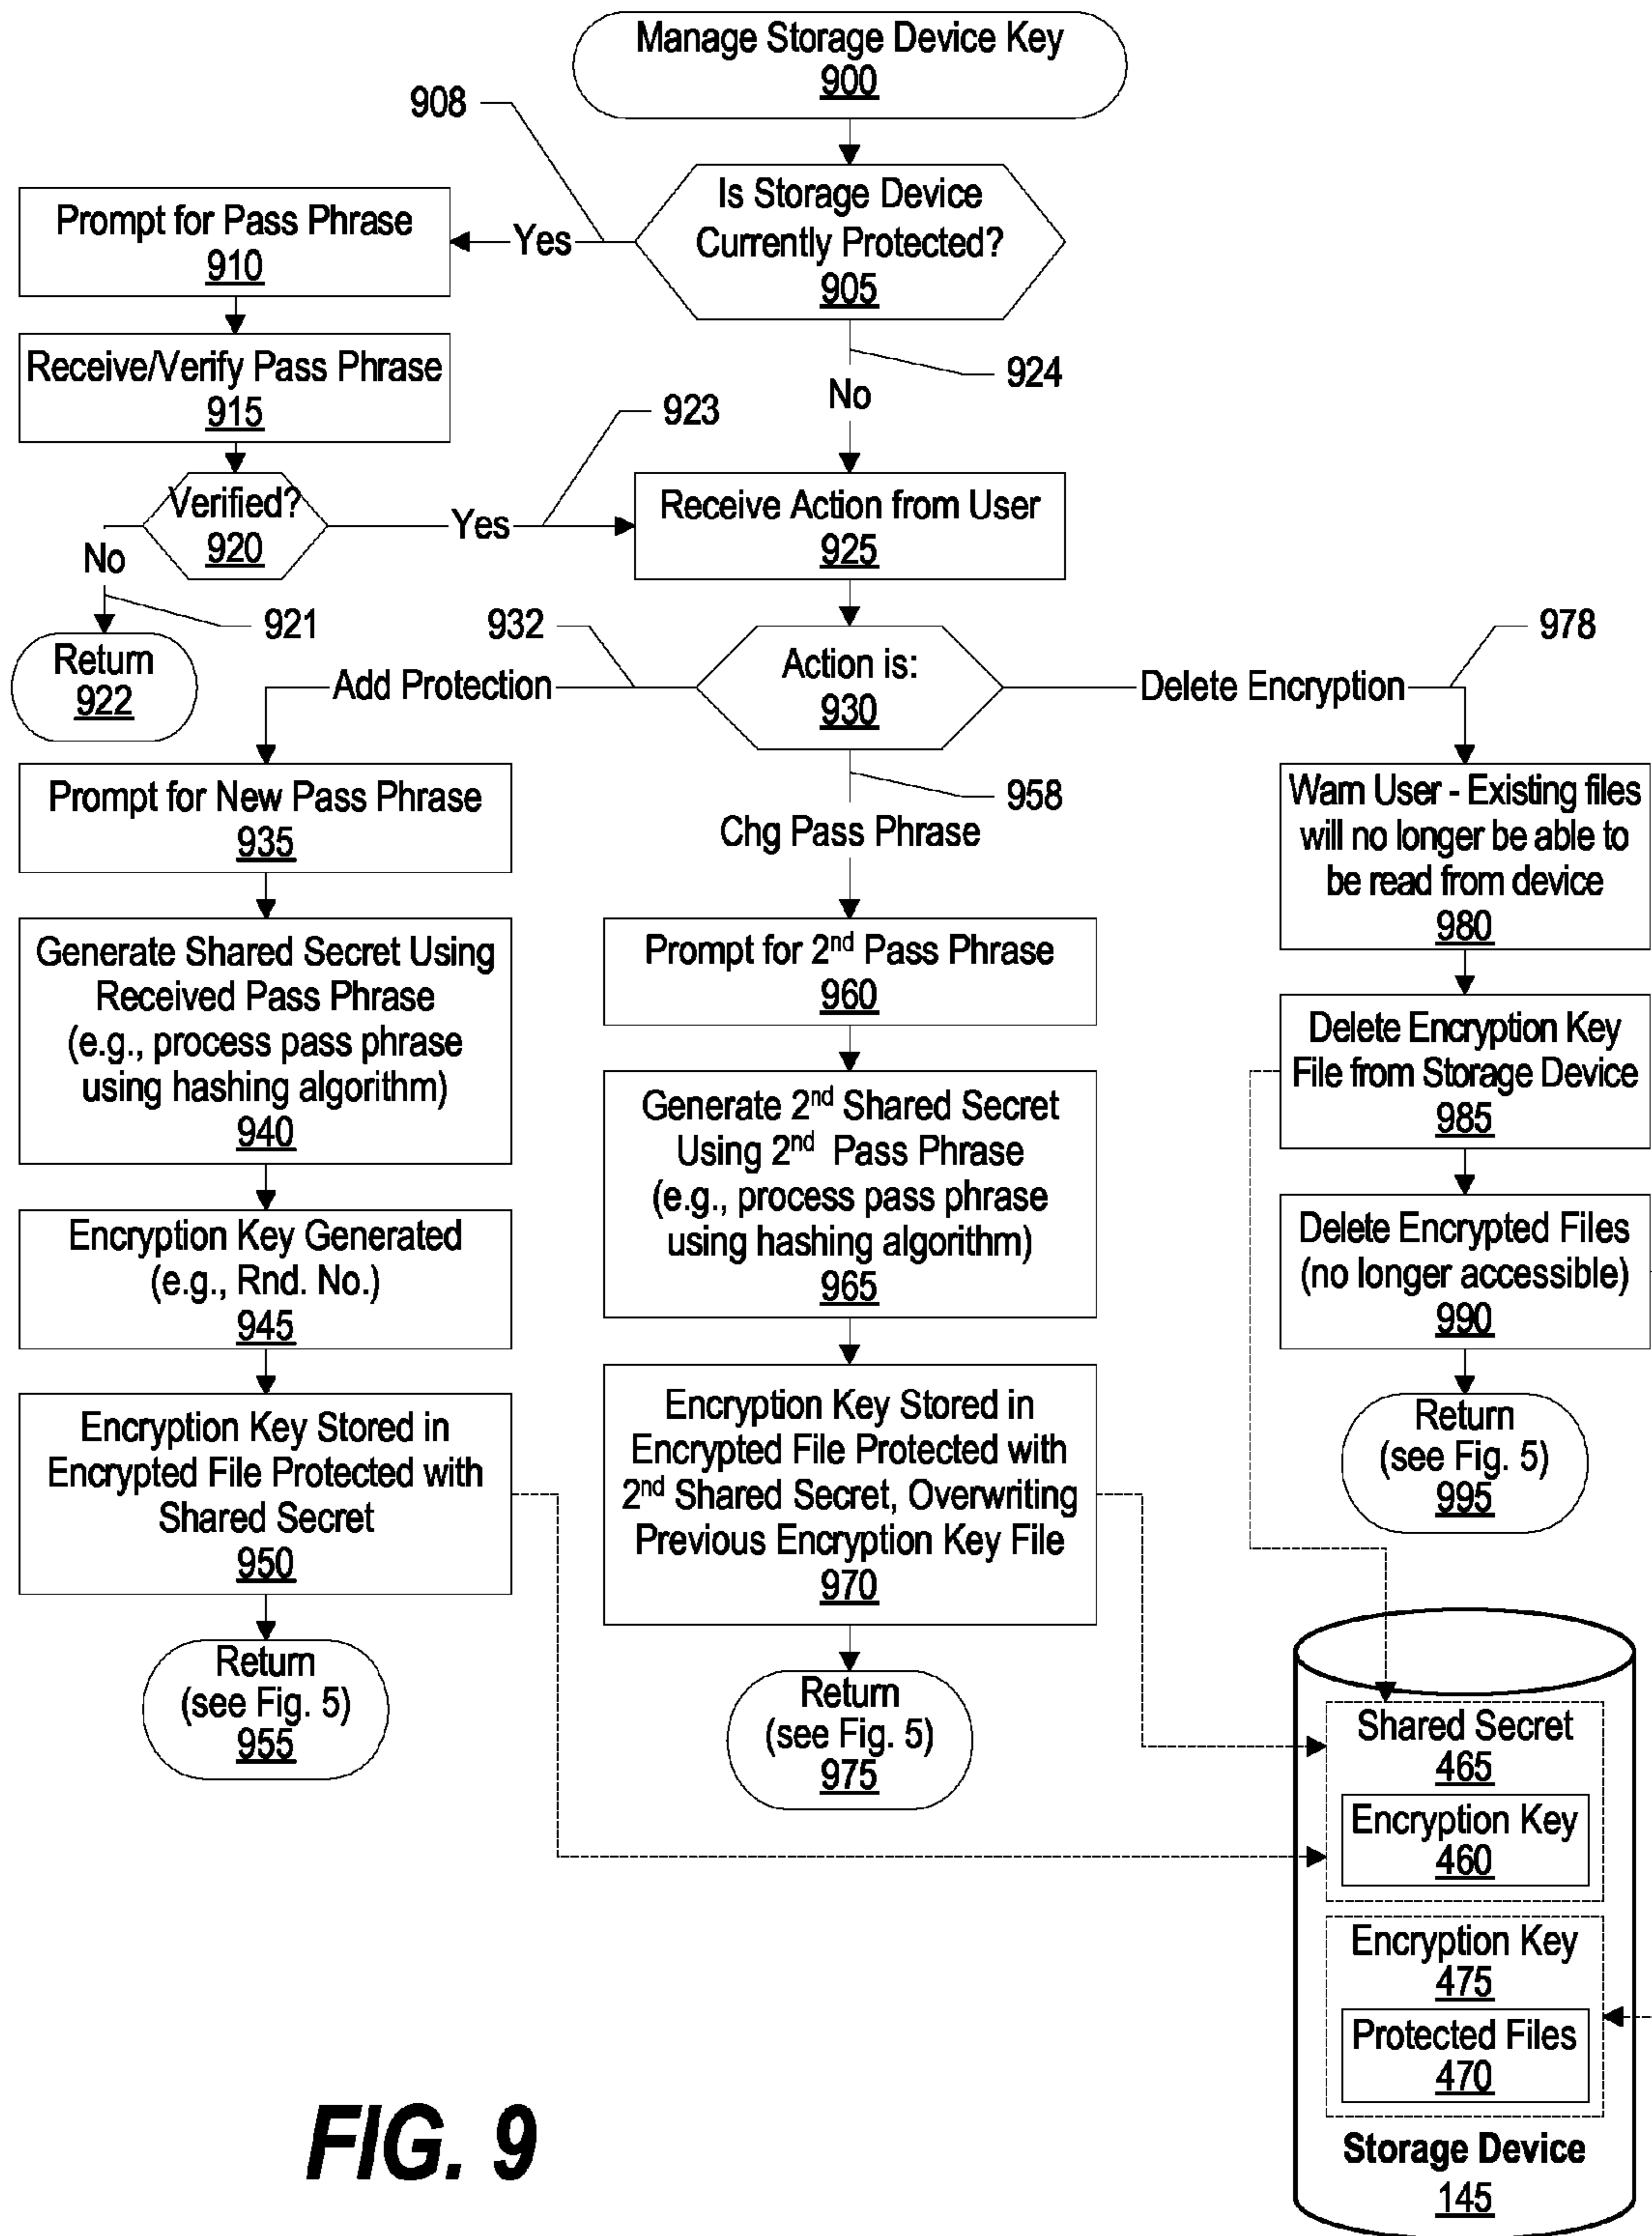 Manage Storage Device Key
900
908
Is Storage Device
Currently Protected?
905
Yes
Prompt for Pass Phrase
910
Receive/Verify Pass Phrase
915
924
No
923
Verified?
920
Yes
Receive Action from User
925
No
921
Return
922
932
Action is:
930
978
Add Protection
Delete Encryption
958
Chg Pass Phrase
Prompt for New Pass Phrase
935
Generate Shared Secret Using
Received Pass Phrase
(e.g., process pass phrase
using hashing algorithm)
940
Encryption Key Generated
(e.g., Rnd. No.)
945
Encryption Key Stored in
Encrypted File Protected with
Shared Secret
950
Return
(see Fig. 5)
955
Prompt for 2nd Pass Phrase
960
Generate 2nd Shared Secret
Using 2nd Pass Phrase
(e.g., process pass phrase
using hashing algorithm)
965
Encryption Key Stored in
Encrypted File Protected with
2nd Shared Secret, Overwriting
Previous Encryption Key File
970
Return
(see Fig. 5)
975
Warn User - Existing files
will no longer be able to
be read from device
980
Delete Encryption Key
File from Storage Device
985
Delete Encrypted Files
(no longer accessible)
990
Return
(see Fig. 5)
995
Shared Secret
465
Encryption Key
460
Encryption Key
475
Protected Files
470
Storage Device
145
FIG. 9